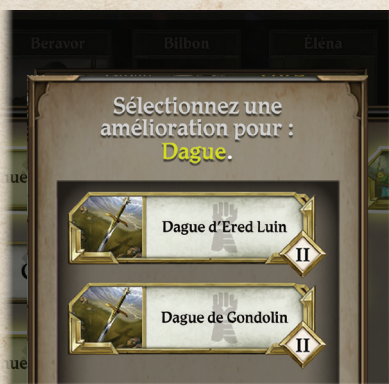 Beravor Bilbon Éléna
Sélectionnez une
amélioration pour :
Dague.
Dague d'Ered Luin
II
Dague de Gondolin
II